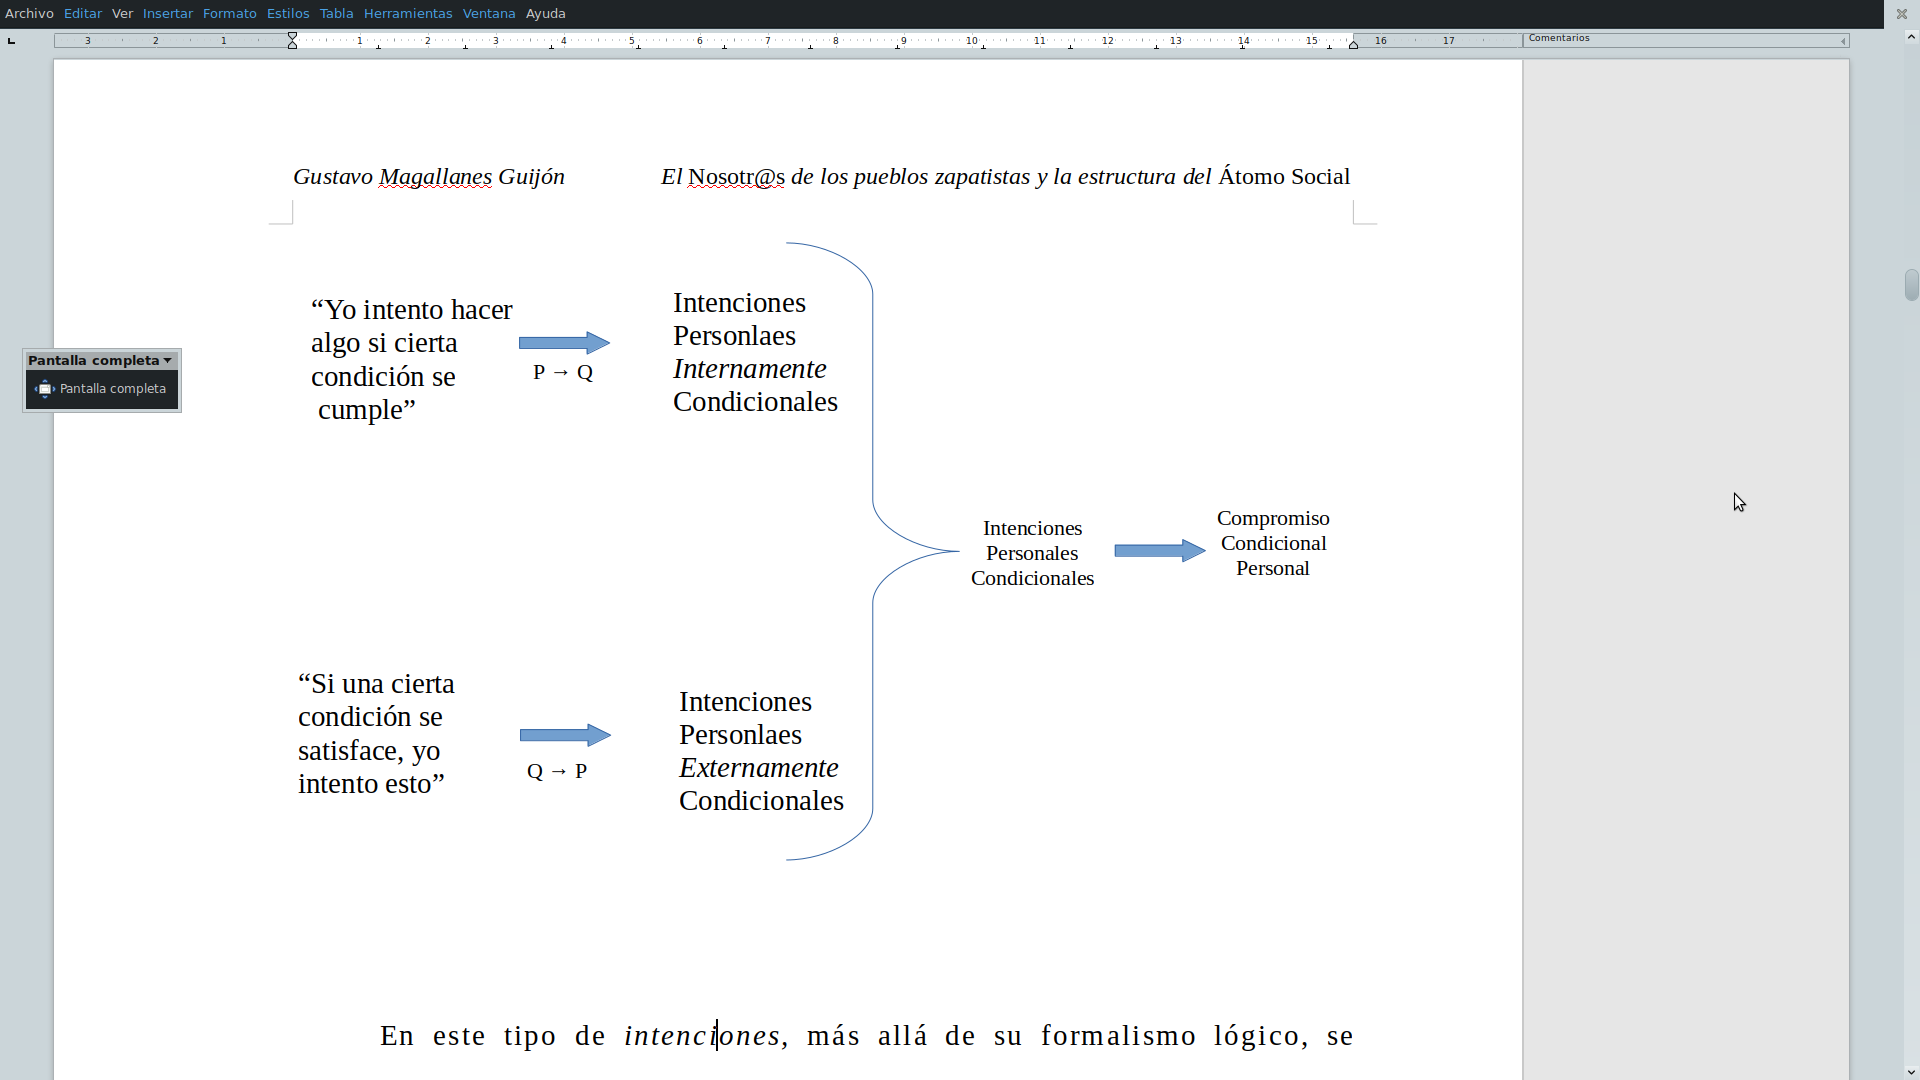 Archivo Editar Ver Insertar Formato Estilos Tabla Herramientas Ventana Ayuda
3 2 1 1 2 3 4 5 6 7 8 9 10 11 12 13 14 15 16 17
Comentarios
Gustavo Magallanes Guijón El Nosotr@s de los pueblos zapatistas y la estructura del Átomo Social
“Yo intento hacer
algo si cierta
condición se
cumple”
P → Q
Intenciones
Personlaes
Internamente
Condicionales
Pantalla completa
Pantalla completa
Intenciones
Personales
Condicionales
Compromiso
Condicional
Personal
“Si una cierta
condición se
satisface, yo
intento esto”
Q → P
Intenciones
Personlaes
Externamente
Condicionales
En este tipo de intenciones, más allá de su formalismo lógico, se